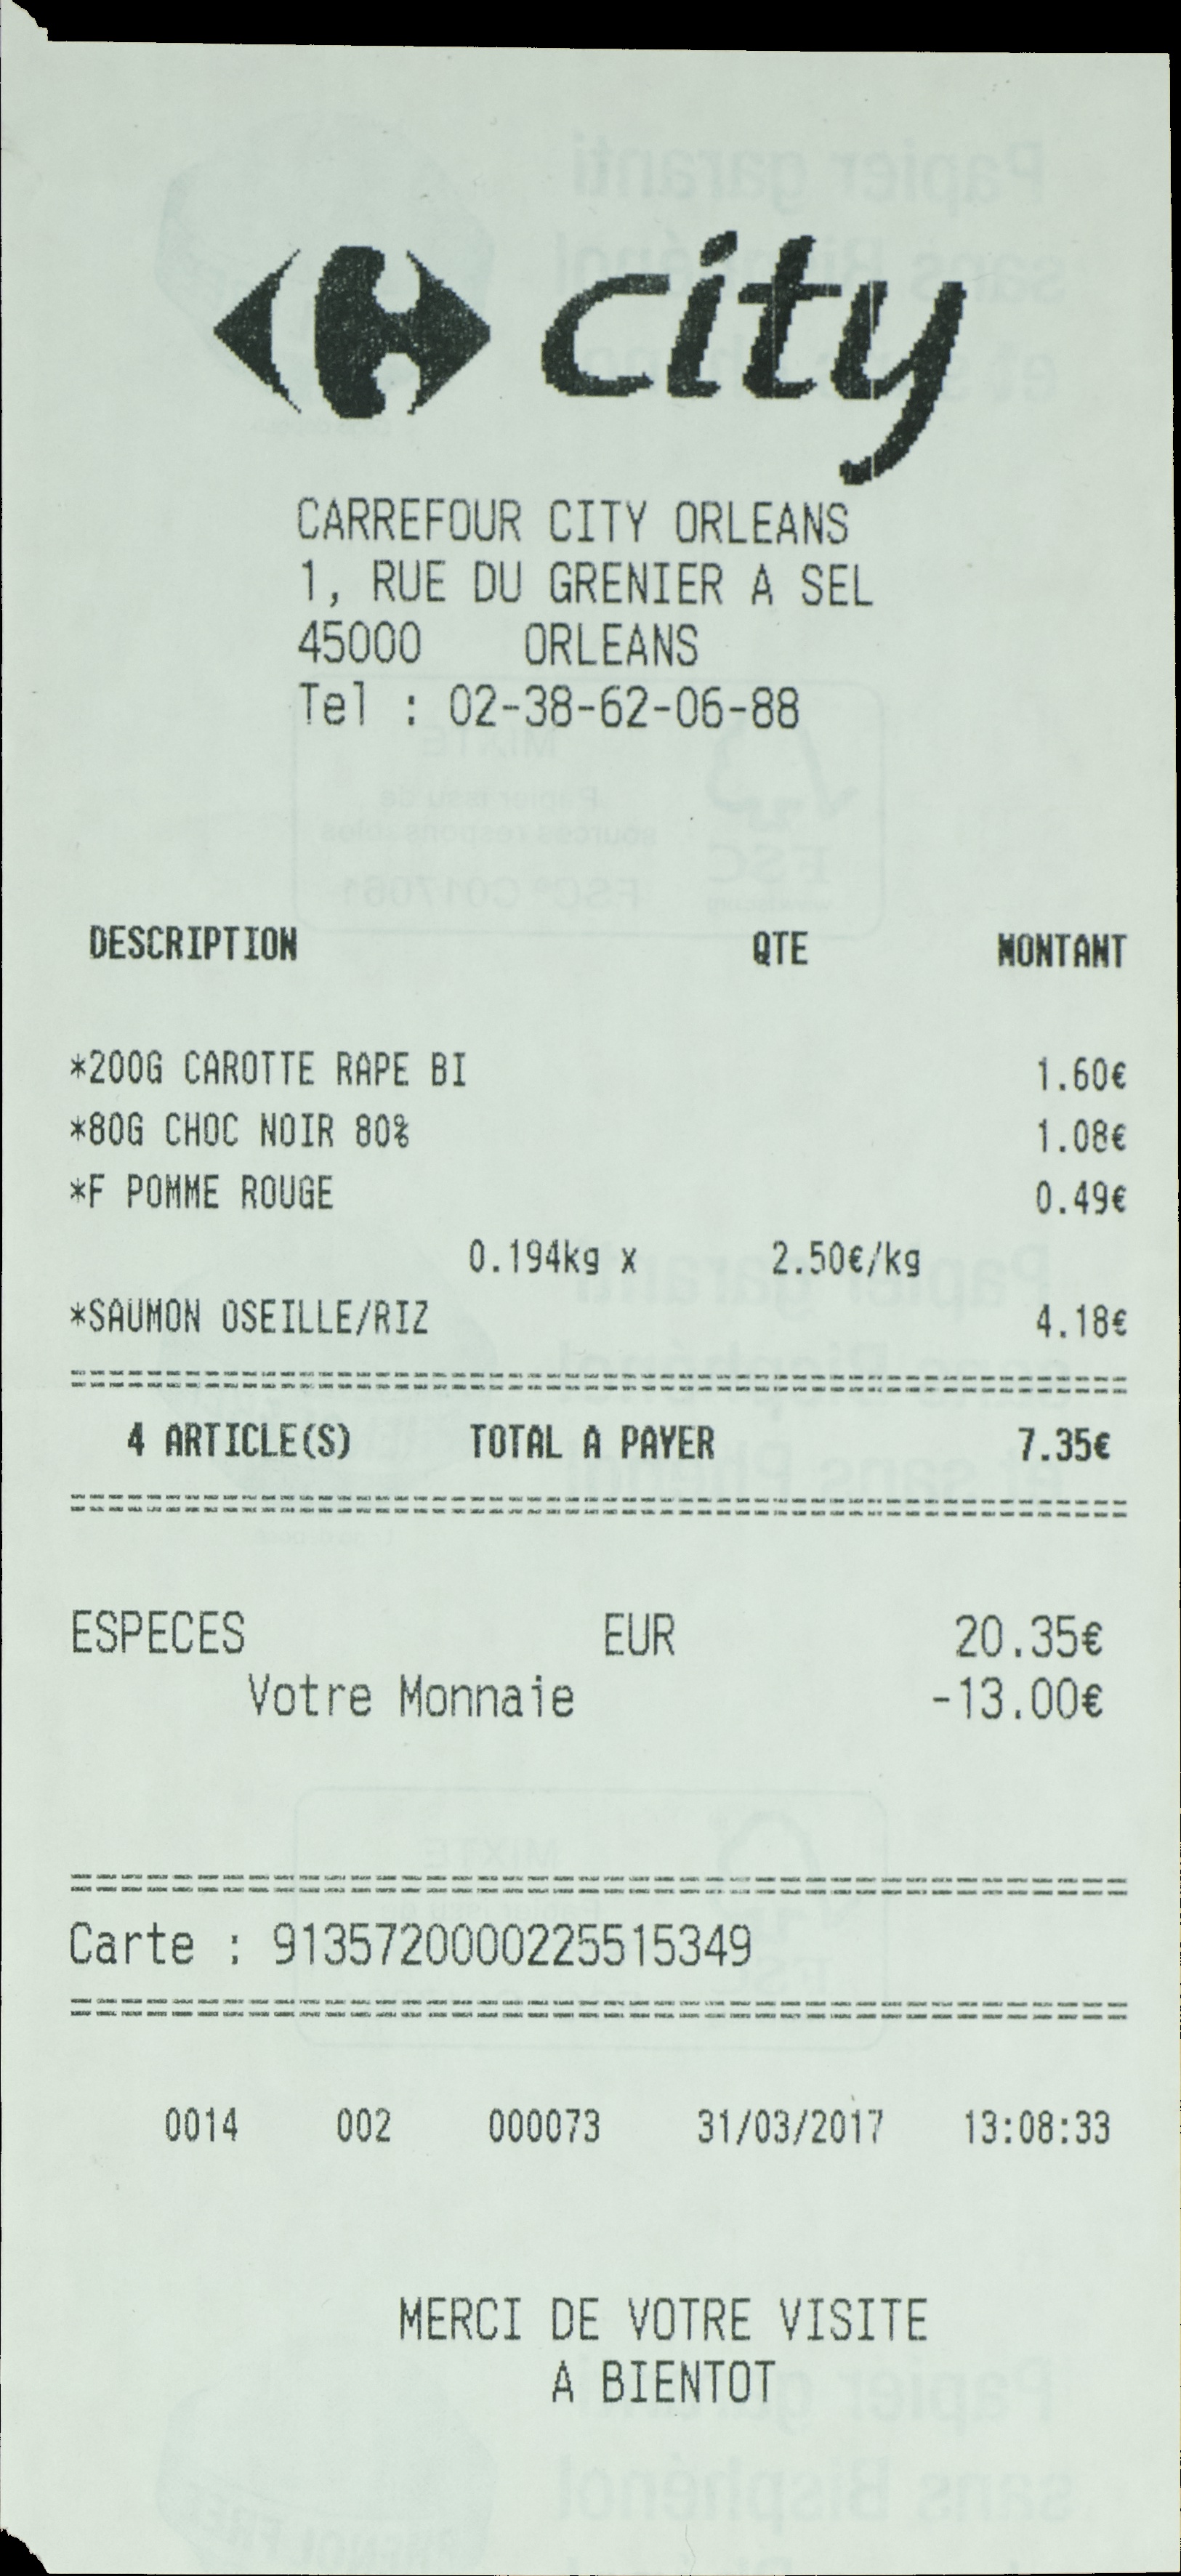 city
CARREFOUR CITY ORLEANS
1, RUE DU GRENIER A SEL
45000 ORLEANS
Tel : 02-38-62-06-88
DESCRIPTION QTE MONTANT
*200G CAROTTE RAPE BI 1.60€
*80G CHOC NOIR 80% 1.08€
*F POMME ROUGE 0.49€
0.194kg x 2.50€/kg
*SAUMON OSEILLE/RIZ 4.18€
4 ARTICLE(S) TOTAL A PAYER 7.35€
ESPECES EUR 20.35€
Votre Monnaie -13.00€
Carte : 9135720000225515349
0014 002 000073 31/03/2017 13:08:33
MERCI DE VOTRE VISITE
A BIENTOT